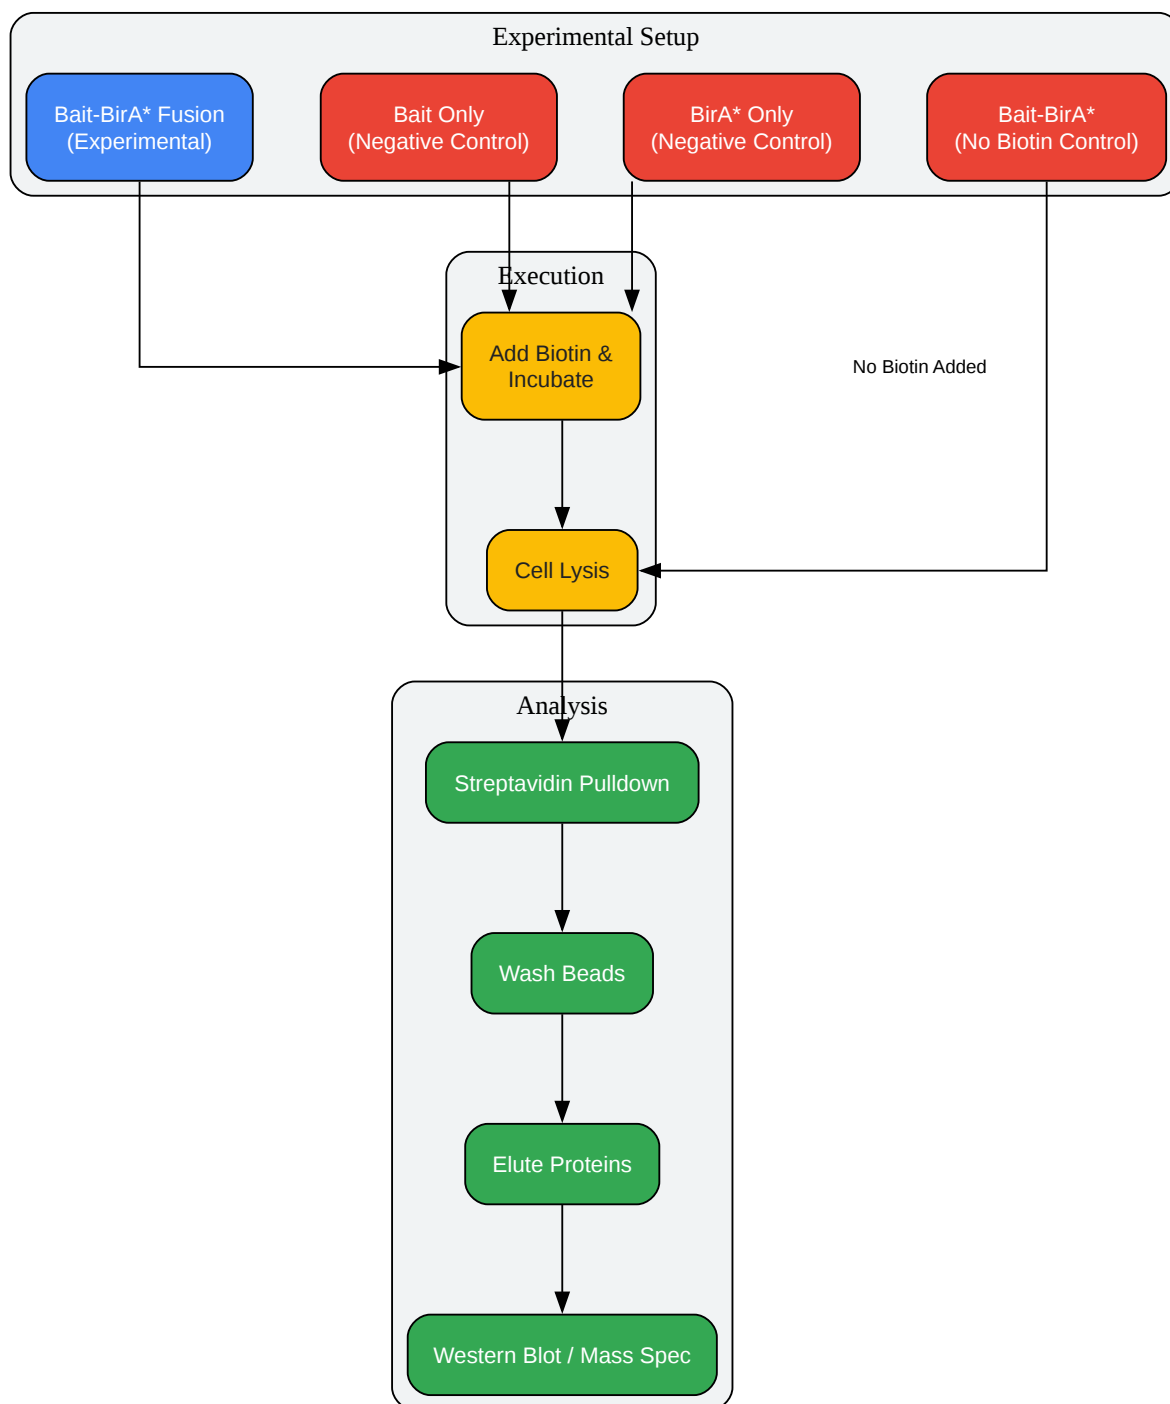 Experimental Setup
Bait-BirA* Fusion
(Experimental)
Bait Only
(Negative Control)
BirA* Only
(Negative Control)
Bait-BirA*
(No Biotin Control)
Execution
Add Biotin &
Incubate
No Biotin Added
Cell Lysis
Analysis
Streptavidin Pulldown
Wash Beads
Elute Proteins
Western Blot / Mass Spec